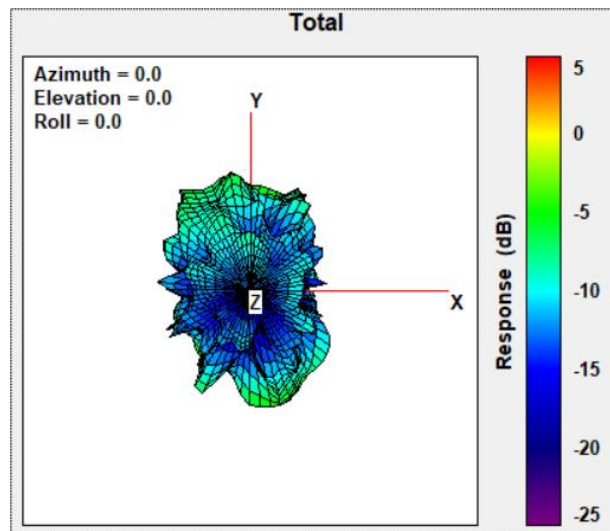 Total
Azimuth = 0.0
Elevation = 0.0
Roll = 0.0
Y
Z
X
Response (dB)
5
0
-5
-10
-15
-20
-25